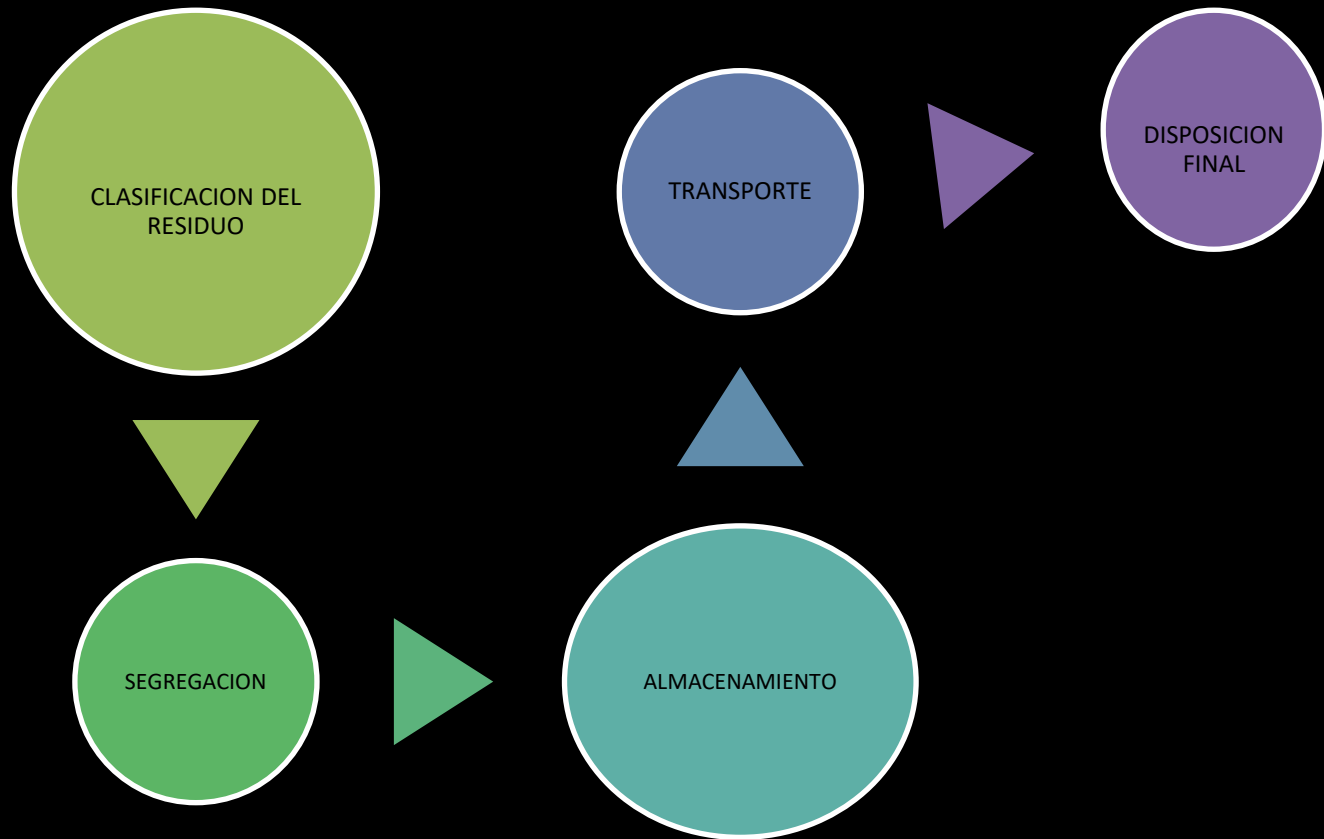 CLASIFICACION DEL
RESIDUO
SEGREGACION
ALMACENAMIENTO
TRANSPORTE
DISPOSICION
FINAL